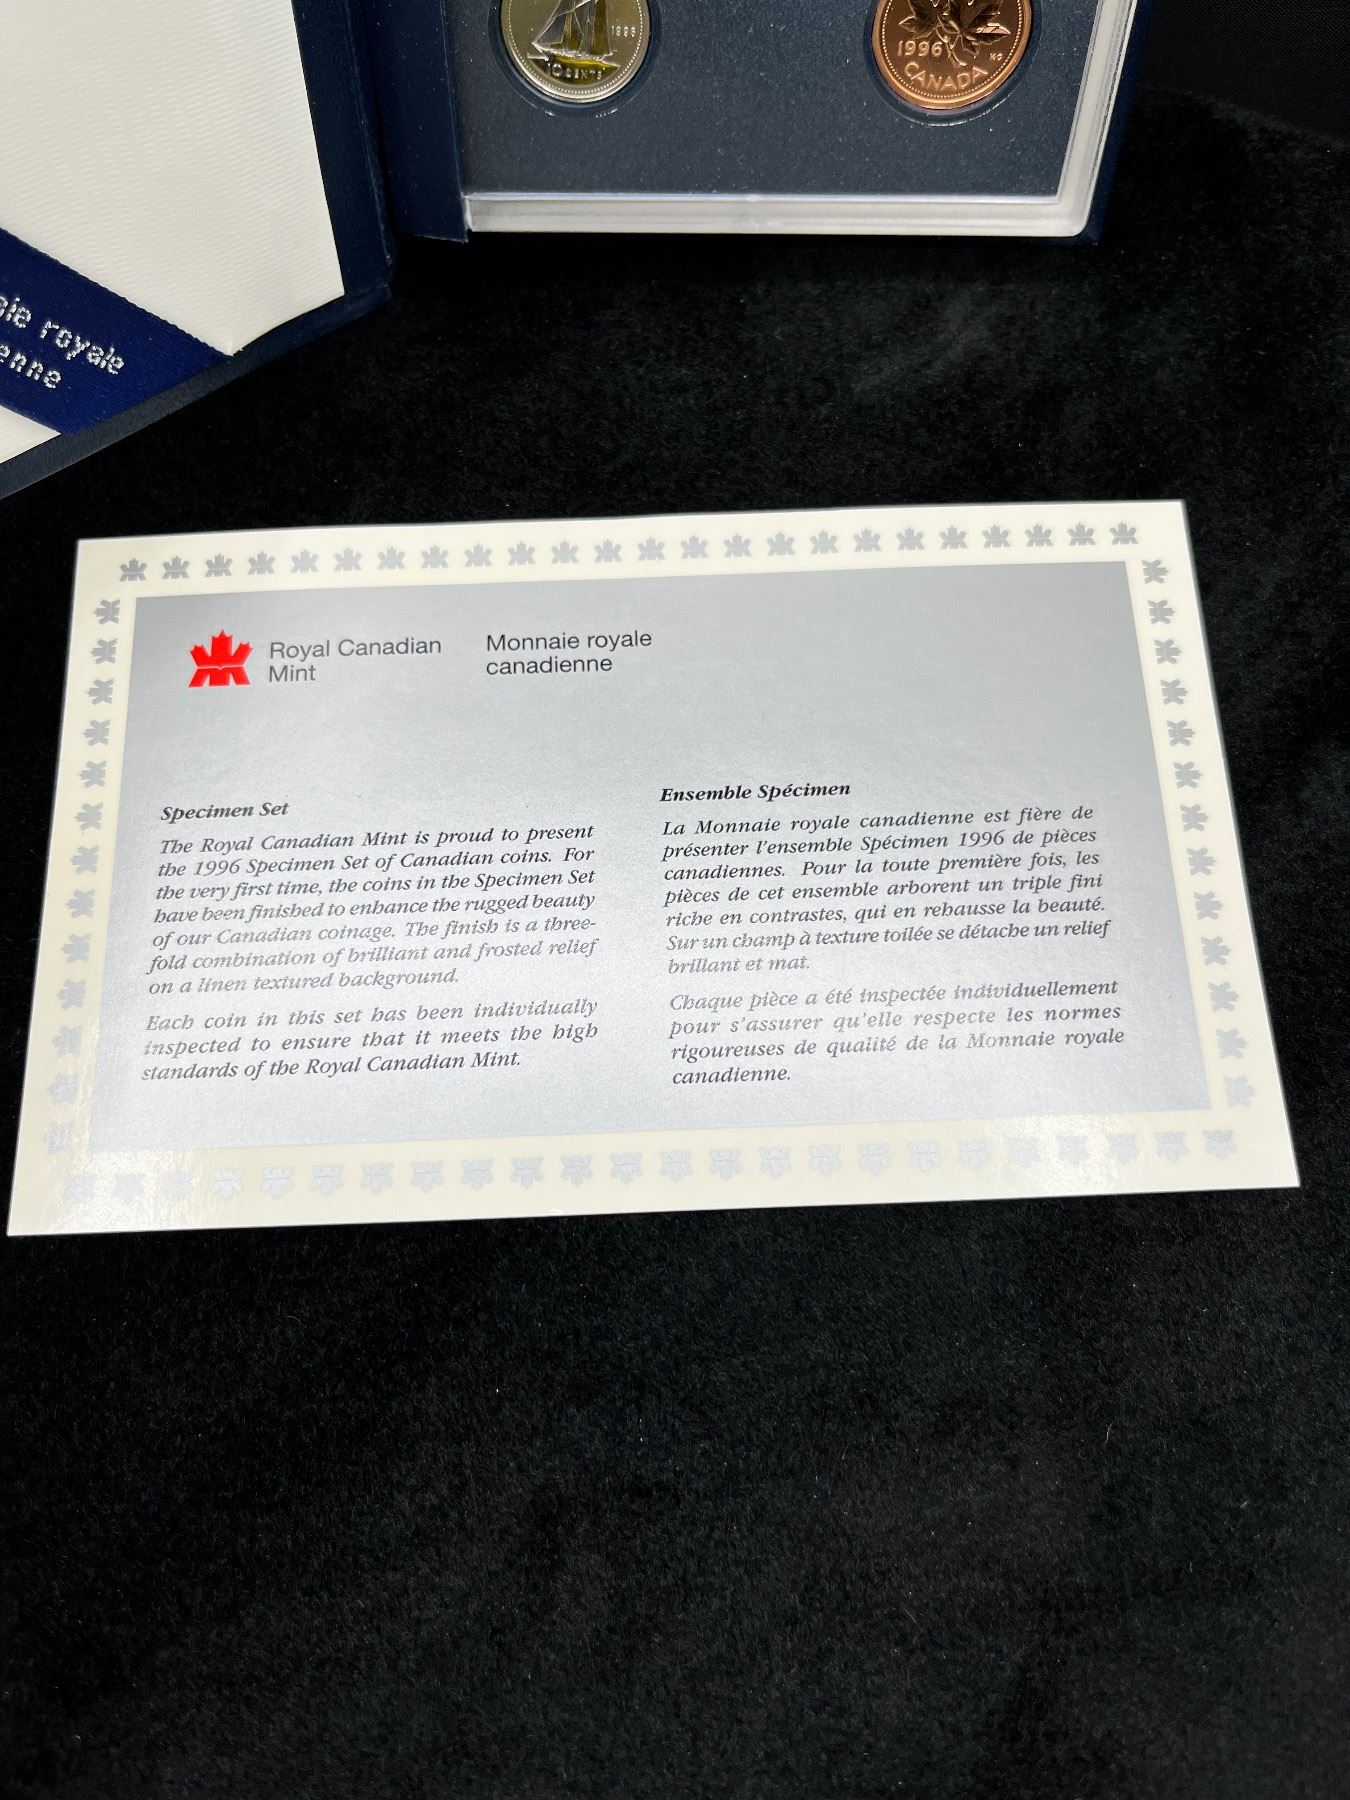 1996
10 CENTS
1996
CANADA
royale
enne
Royal Canadian
Mint
Monnaie royale
canadienne
Specimen Set
The Royal Canadian Mint is proud to present
the 1996 Specimen Set of Canadian coins. For
the very first time, the coins in the Specimen Set
have been finished to enhance the rugged beauty
of our Canadian coinage. The finish is a three-
fold combination of brilliant and frosted relief
on a linen textured background.
Each coin in this set has been individually
inspected to ensure that it meets the high
standards of the Royal Canadian Mint.
Ensemble Spécimen
La Monnaie royale canadienne est fière de
présenter l'ensemble Spécimen 1996 de pièces
canadiennes. Pour la toute première fois, les
pièces de cet ensemble arborent un triple fini
riche en contrastes, qui en rehausse la beauté.
Sur un champ à texture toilée se détache un relief
brillant et mat.
Chaque pièce a été inspectée individuellement
pour s'assurer qu'elle respecte les normes
rigoureuses de qualité de la Monnaie royale
canadienne.